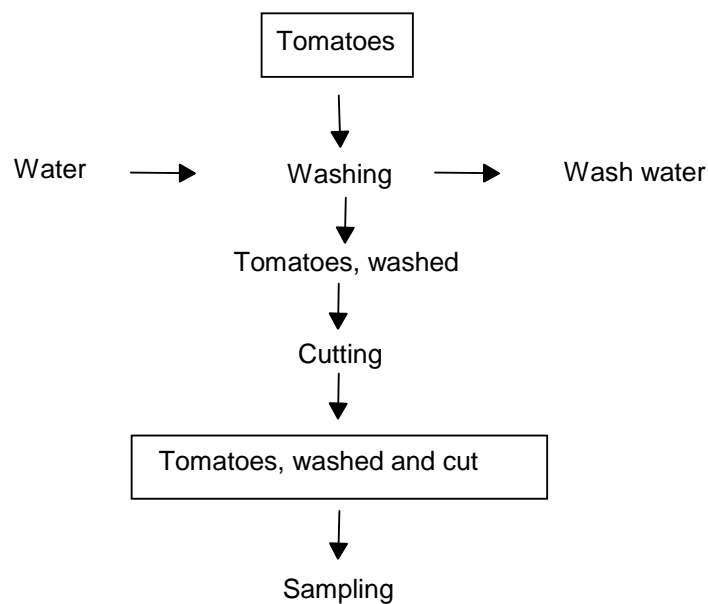 Tomatoes
Water
Washing
Wash water
Tomatoes, washed
Cutting
Tomatoes, washed and cut
Sampling